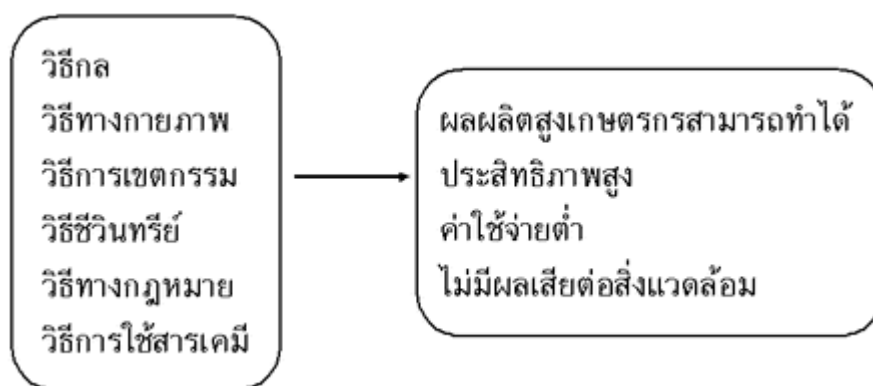 วิธีกล
วิธีทางกายภาพ
วิธีการเขตกรรม
วิธีชีวินทรีย์
วิธีทางกฎหมาย
วิธีการใช้สารเคมี
ผลผลิตสูงเกษตรกรสามารถทำได้
ประสิทธิภาพสูง
ค่าใช้จ่ายต่ำ
ไม่มีผลเสียต่อสิ่งแวดล้อม